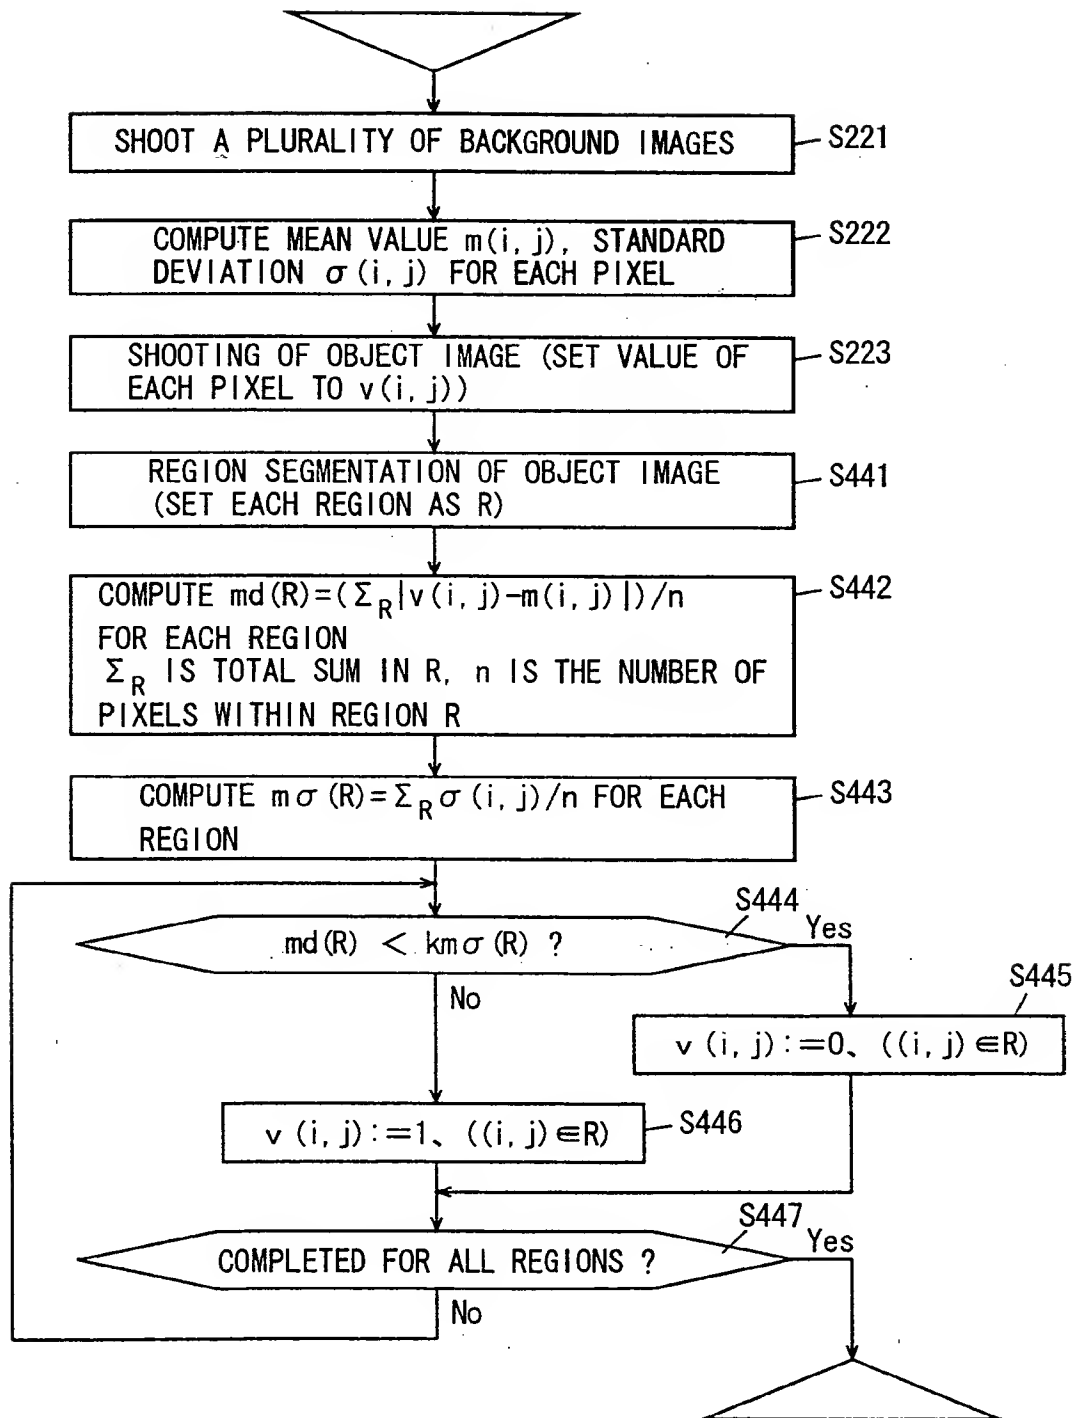 SHOOT A PLURALITY OF BACKGROUND IMAGES
S221
COMPUTE MEAN VALUE m(i, j), STANDARD
DEVIATION σ(i, j) FOR EACH PIXEL
S222
SHOOTING OF OBJECT IMAGE (SET VALUE OF
EACH PIXEL TO v(i, j))
S223
REGION SEGMENTATION OF OBJECT IMAGE
(SET EACH REGION AS R)
S441
COMPUTE md(R)=(Σ_R|v(i, j)-m(i, j)|)/n
FOR EACH REGION
Σ_R IS TOTAL SUM IN R, n IS THE NUMBER OF
PIXELS WITHIN REGION R
S442
COMPUTE mσ(R)=Σ_Rσ(i, j)/n FOR EACH
REGION
S443
S444
md(R) < kmσ(R) ?
Yes
No
S445
v (i, j):=0、((i, j)∈R)
v (i, j):=1、((i, j)∈R)
S446
S447
COMPLETED FOR ALL REGIONS ?
Yes
No